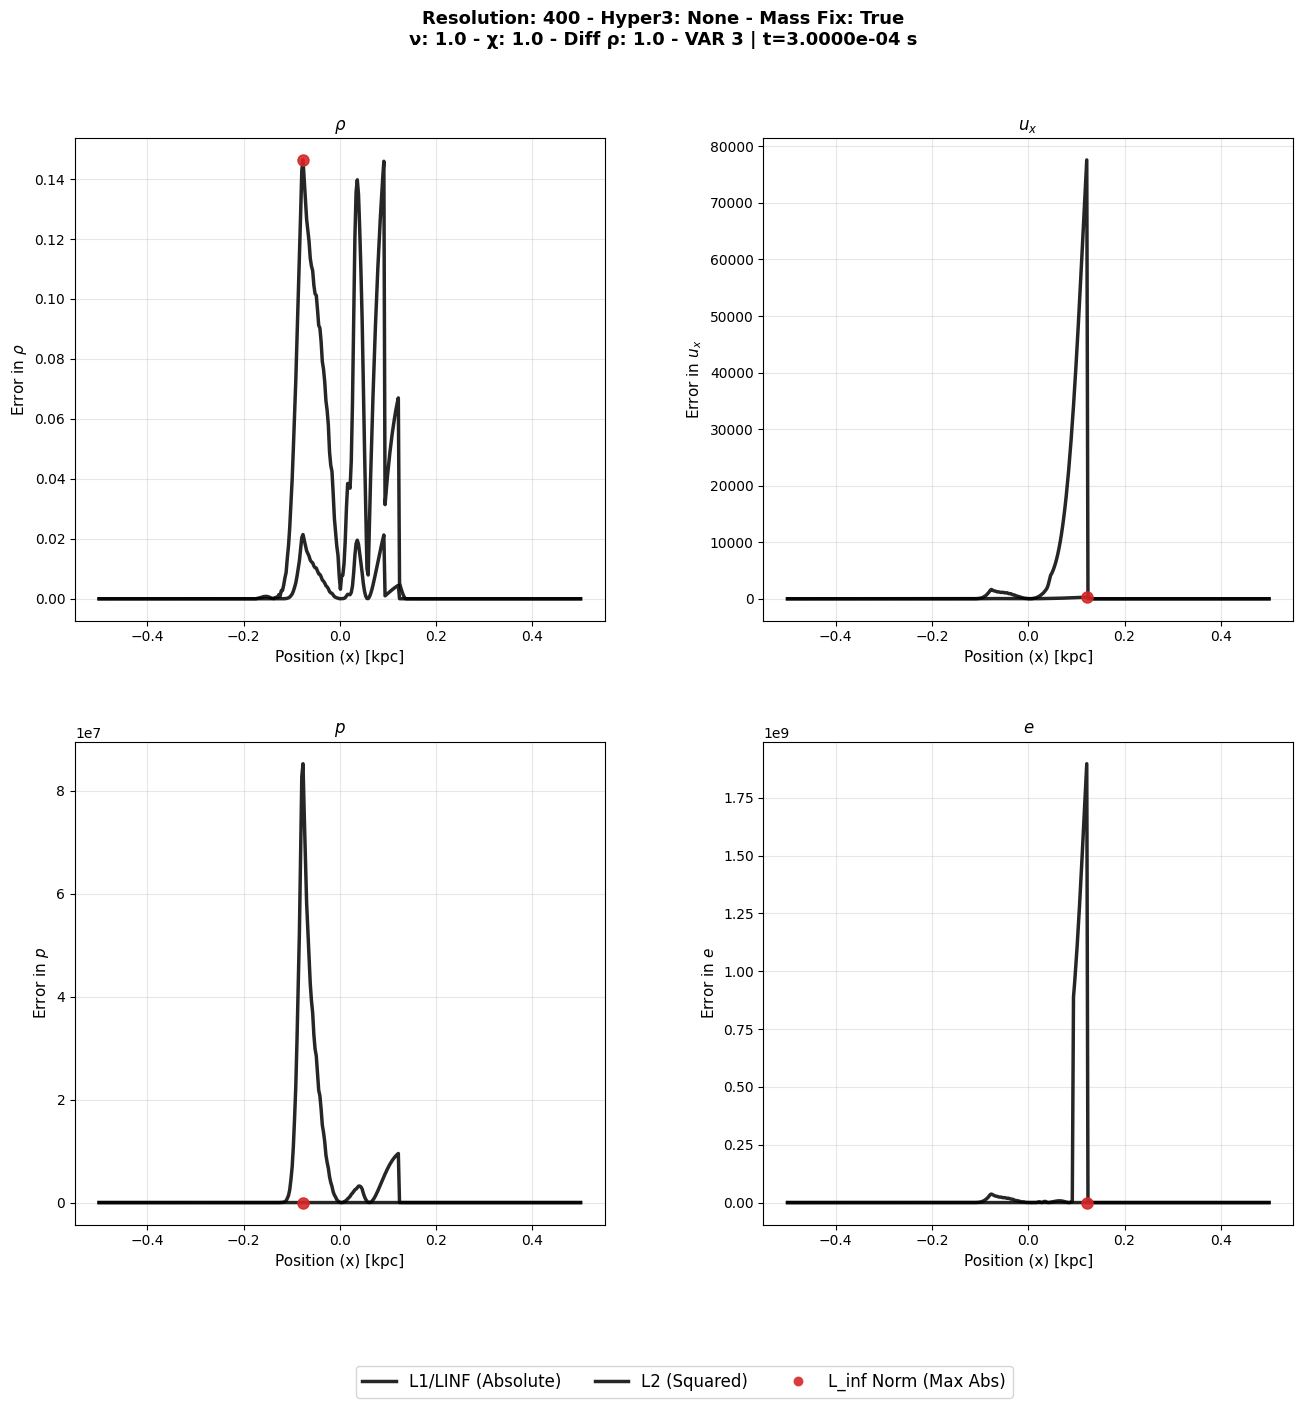 Resolution: 400 - Hyper3: None - Mass Fix: True
ν: 1.0 - χ: 1.0 - Diff ρ: 1.0 - VAR 3 | t=3.0000e-04 s
ρ
Error in ρ
0.14
0.12
0.10
0.08
0.06
0.04
0.02
0.00
−0.4 −0.2 0.0 0.2 0.4
Position (x) [kpc]
u_x
Error in u_x
80000
70000
60000
50000
40000
30000
20000
10000
0
−0.4 −0.2 0.0 0.2 0.4
Position (x) [kpc]
p
1e7
Error in p
8
6
4
2
0
−0.4 −0.2 0.0 0.2 0.4
Position (x) [kpc]
e
1e9
Error in e
1.75
1.50
1.25
1.00
0.75
0.50
0.25
0.00
−0.4 −0.2 0.0 0.2 0.4
Position (x) [kpc]
L1/LINF (Absolute) L2 (Squared) L_inf Norm (Max Abs)